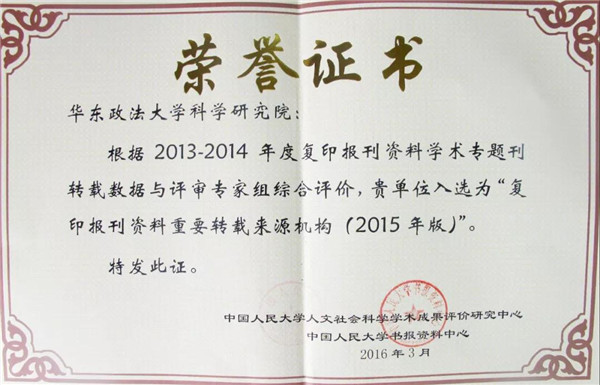 荣誉证书
华东政法大学科学研究院:
根据 2013-2014 年度复印报刊资料学术专题刊
转载数据与评审专家组综合评价,贵单位入选为“复
印报刊资料重要转载来源机构(2015 年版)”。
特发此证。
中国人民大学人文社会科学学术成果评价研究中心
中国人民大学书报资料中心
2016 年 3 月